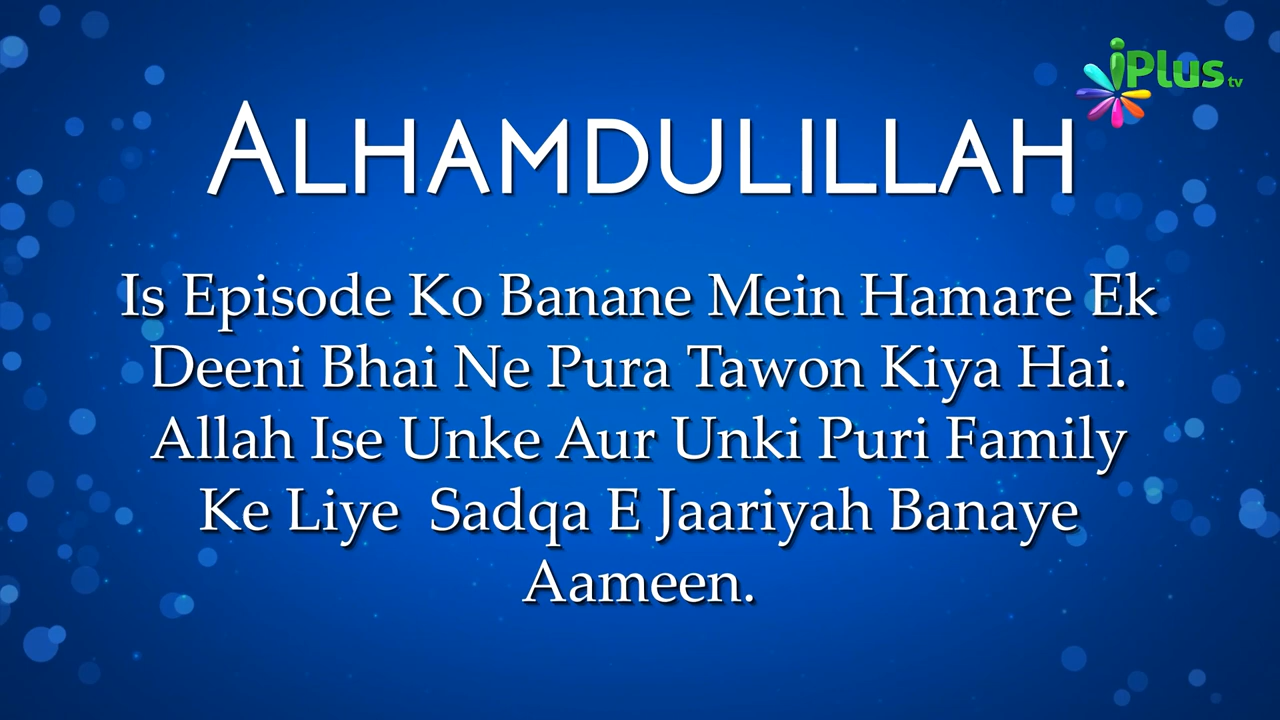 iPlus tv
ALHAMDULILLAH
Is Episode Ko Banane Mein Hamare Ek
Deeni Bhai Ne Pura Tawon Kiya Hai.
Allah Ise Unke Aur Unki Puri Family
Ke Liye  Sadqa E Jaariyah Banaye
Aameen.